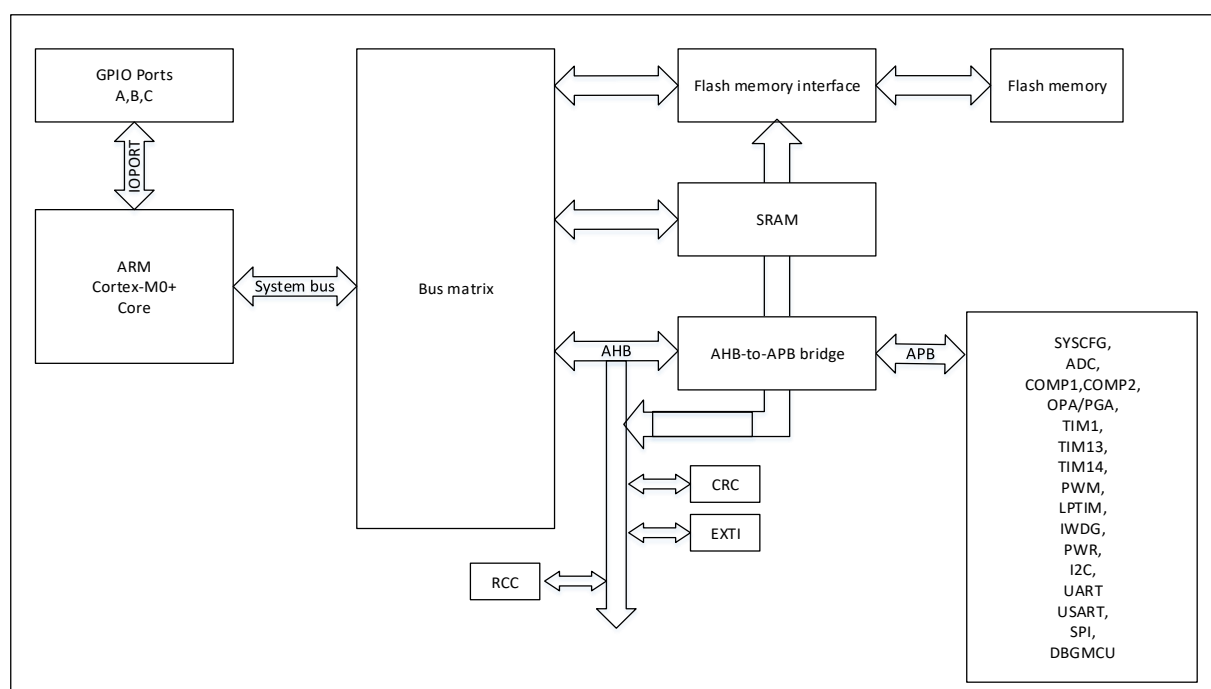 GPIO Ports
A,B,C
IOPORT
ARM
Cortex-M0+
Core
System bus
Bus matrix
Flash memory interface
Flash memory
SRAM
AHB
AHB-to-APB bridge
APB
SYSCFG,
ADC,
COMP1,COMP2,
OPA/PGA,
TIM1,
TIM13,
TIM14,
PWM,
LPTIM,
IWDG,
PWR,
I2C,
UART
USART,
SPI,
DBGMCU
CRC
EXTI
RCC